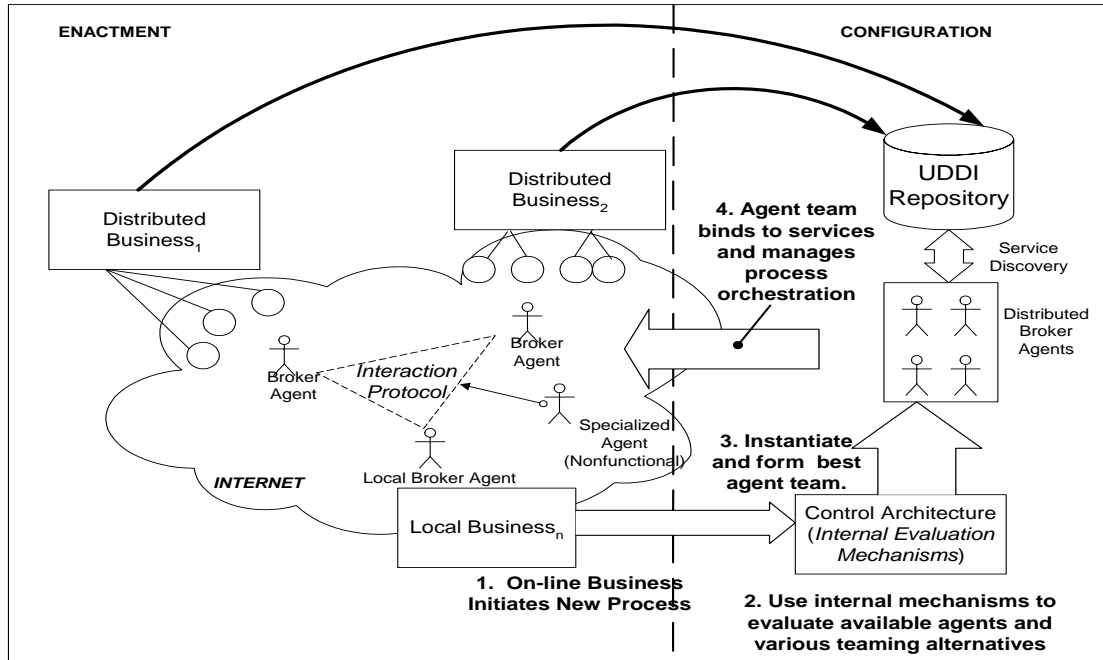 ENACTMENT
CONFIGURATION
UDDI
Repository
Distributed
Business₁
Distributed
Business₂
4. Agent team
binds to services
and manages
process
orchestration
Service
Discovery
Distributed
Broker
Agents
Broker
Agent
Broker
Agent
Interaction
Protocol
Specialized
Agent
(Nonfunctional)
Local Broker Agent
INTERNET
3. Instantiate
and form best
agent team.
Local Businessₙ
Control Architecture
(Internal Evaluation
Mechanisms)
1. On-line Business
Initiates New Process
2. Use internal mechanisms to
evaluate available agents and
various teaming alternatives